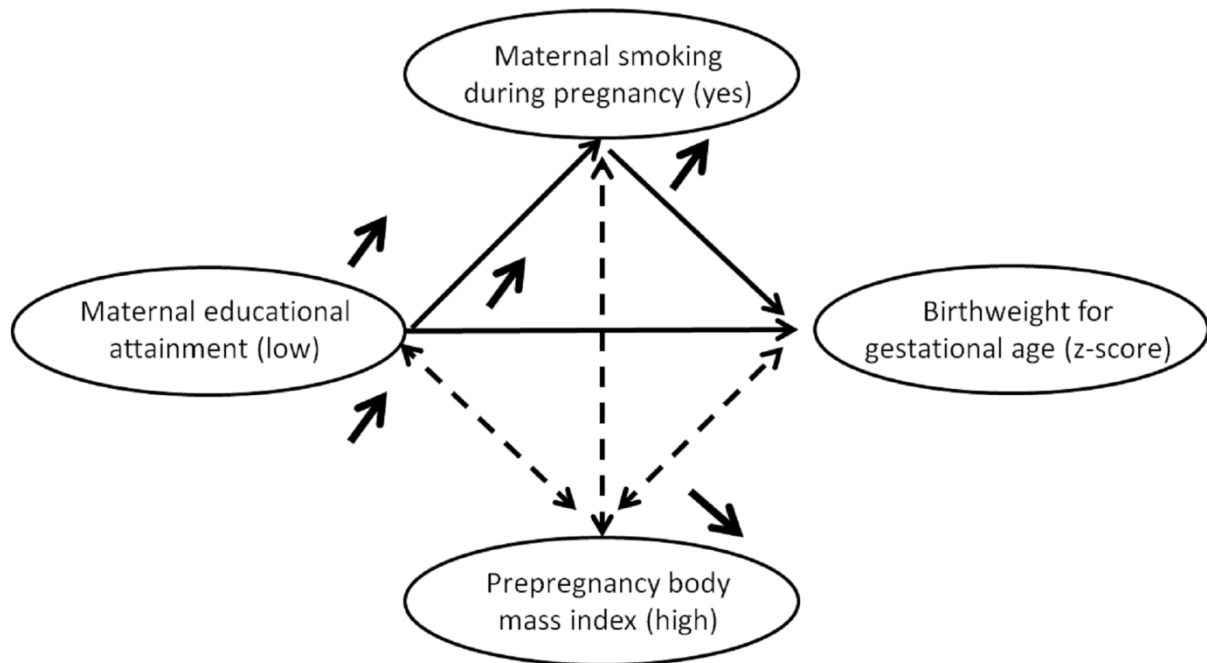 Maternal smoking
during pregnancy (yes)
Maternal educational
attainment (low)
Birthweight for
gestational age (z-score)
Prepregnancy body
mass index (high)